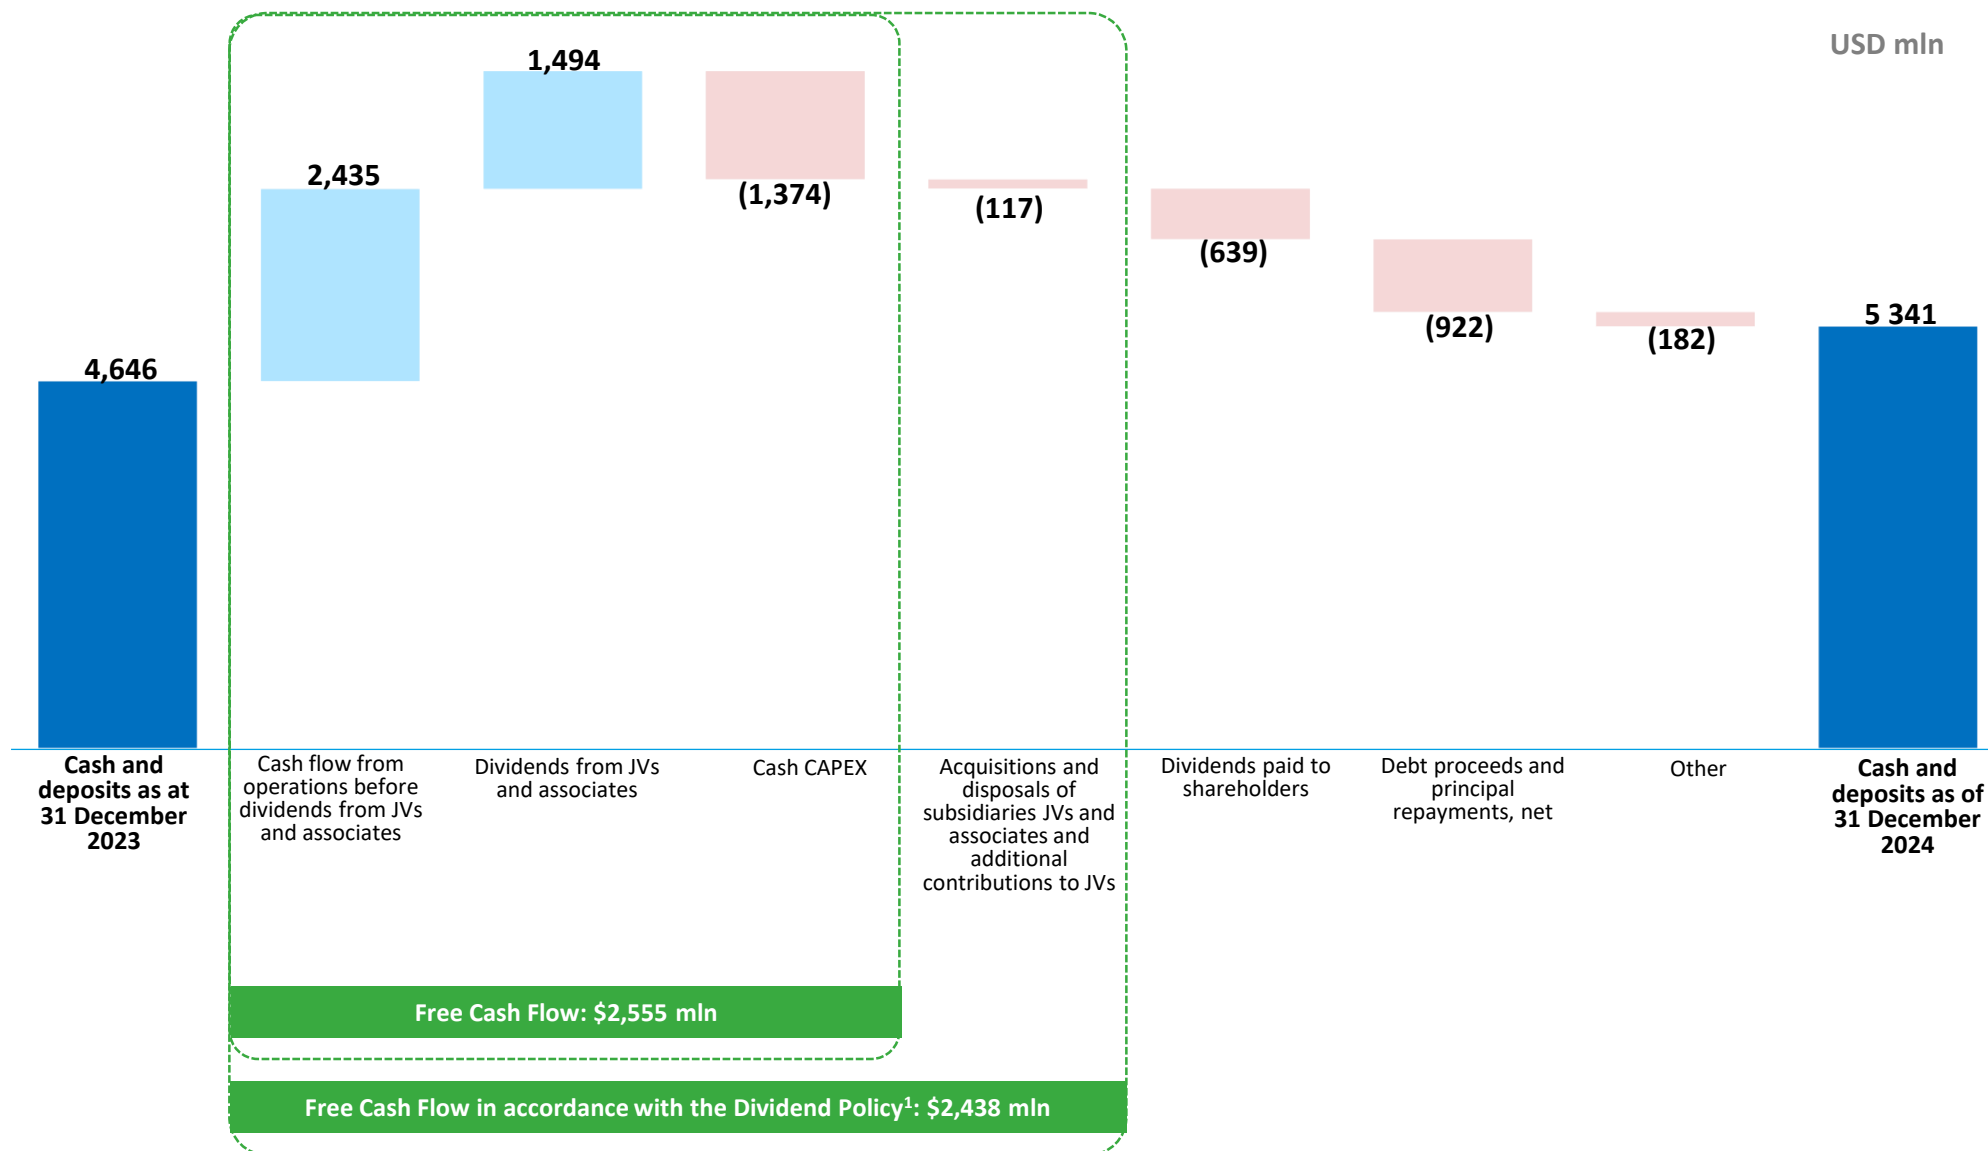 USD mln
4,646
2,435
1,494
(1,374)
(117)
(639)
(922)
(182)
5 341
Cash and
deposits as at
31 December
2023
Cash flow from
operations before
dividends from JVs
and associates
Dividends from JVs
and associates
Cash CAPEX
Acquisitions and
disposals of
subsidiaries JVs and
associates and
additional
contributions to JVs
Dividends paid to
shareholders
Debt proceeds and
principal
repayments, net
Other
Cash and
deposits as of
31 December
2024
Free Cash Flow: $2,555 mln
Free Cash Flow in accordance with the Dividend Policy¹: $2,438 mln